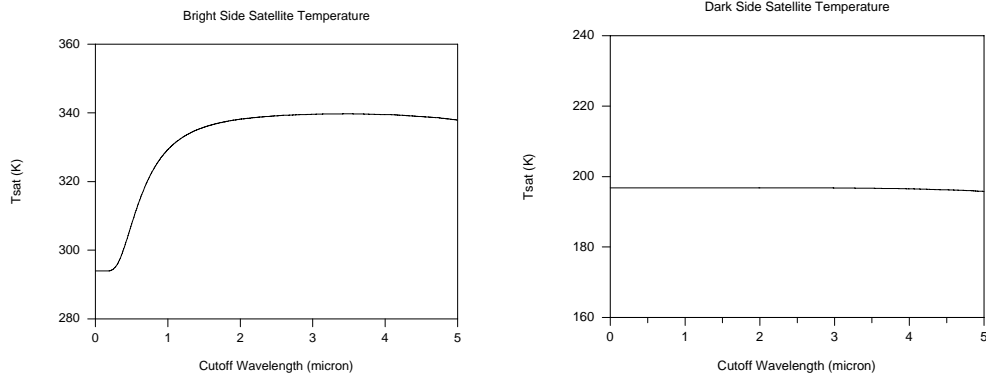 Bright Side Satellite Temperature
360
340
320
300
280
Tsat (K)
0 1 2 3 4 5
Cutoff Wavelength (micron)
Dark Side Satellite Temperature
240
220
200
180
160
Tsat (K)
0 1 2 3 4 5
Cutoff Wavelength (micron)